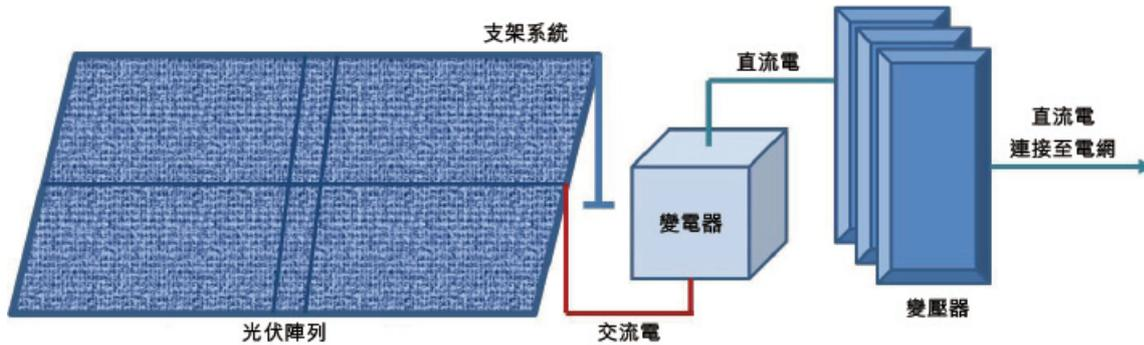 支架系統
直流電
直流電
連接至電網
變電器
光伏陣列
交流電
變壓器